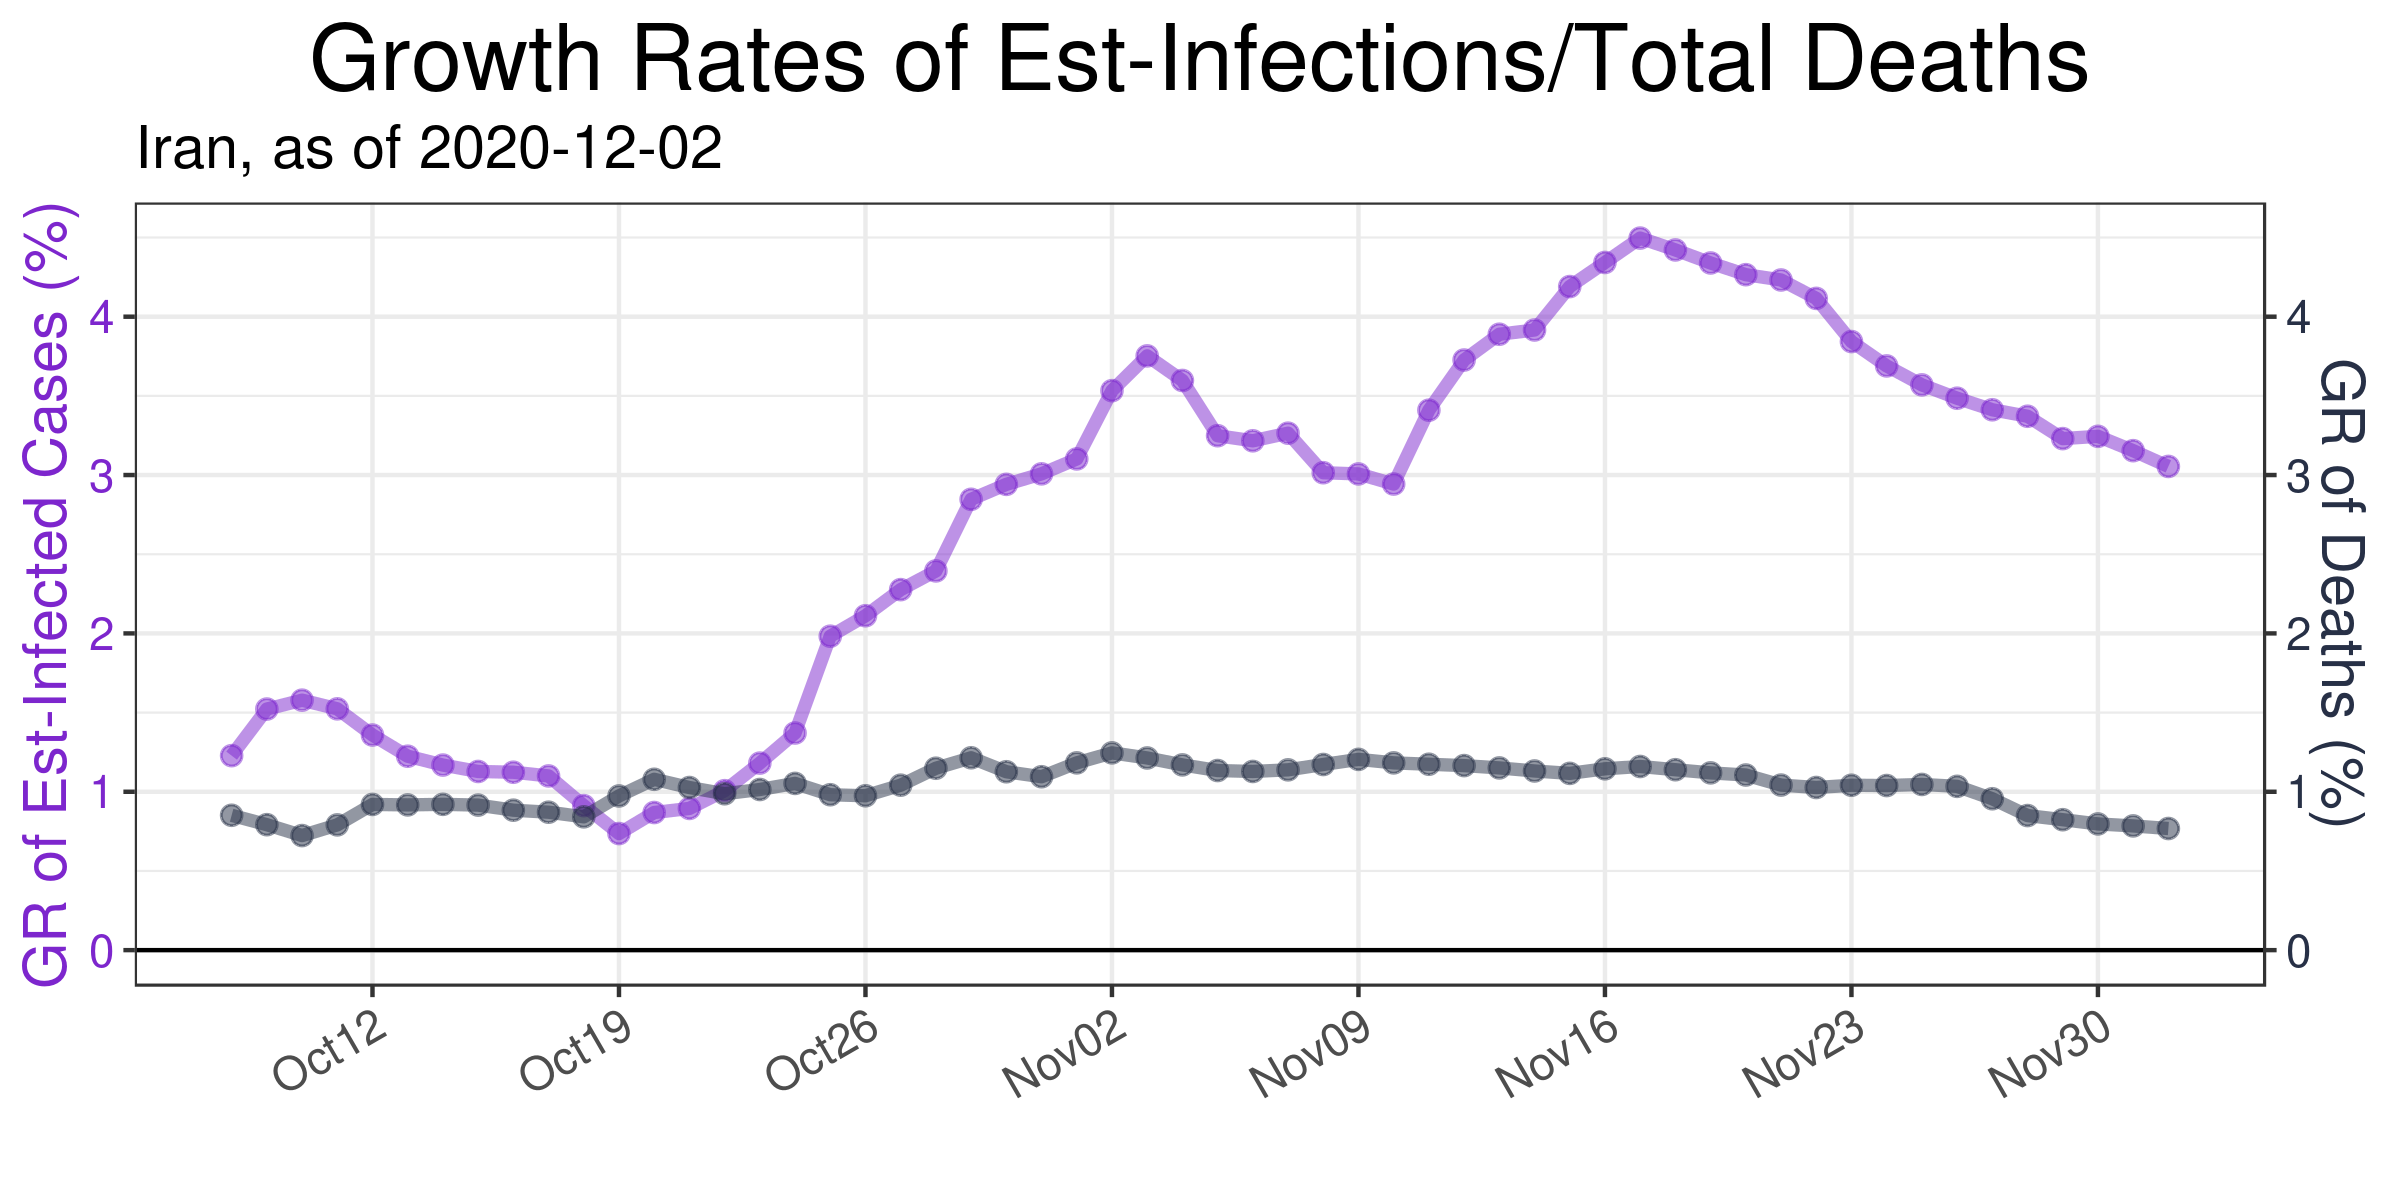 Growth Rates of Est-Infections/Total Deaths
Iran, as of 2020-12-02
GR of Est-Infected Cases (%)
4
3
2
1
0
4
3
2
1
0
GR of Deaths (%)
Oct12
Oct19
Oct26
Nov02
Nov09
Nov16
Nov23
Nov30